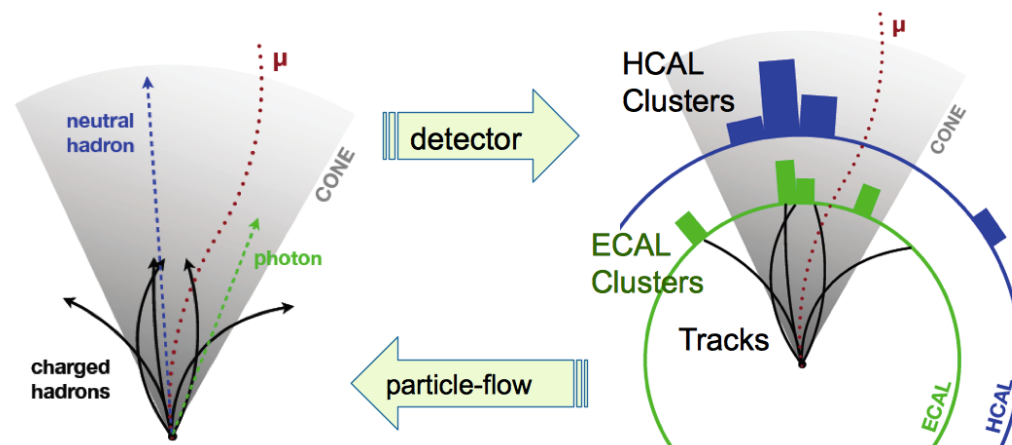 μ
neutral
hadron
CONE
photon
charged
hadrons
detector
particle-flow
μ
HCAL
Clusters
CONE
ECAL
Clusters
Tracks
ECAL
HCAL